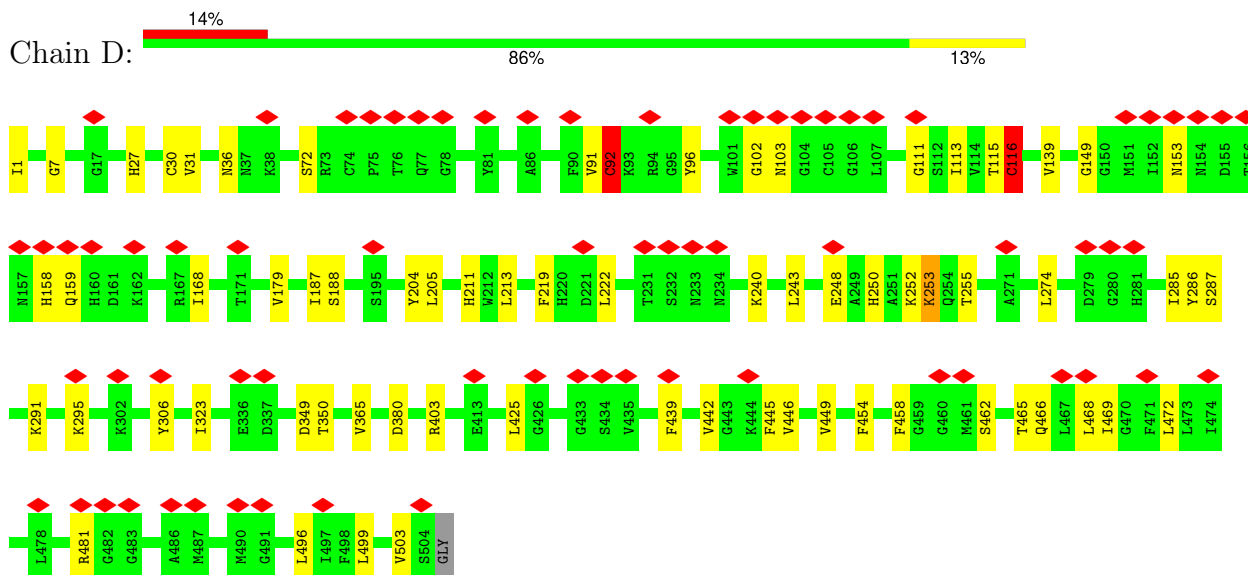 14%
Chain D:
86% 13%
I1 G7 G17 H27 C30 V31 N36 N37 K38 S72 R73 C74 P75 T76 Q77 G78 Y81 A86 F90 V91 C92 K93 R94 G95 Y96 W101 G102 N103 G104 C105 G106 L107 G111 S112 I113 V114 T115 C116 V139 G149 G150 M151 I152 N153 N154 D155 T156
N157 H158 Q159 H160 D161 K162 R167 I168 T171 V179 I187 S188 S195 Y204 L205 H211 W212 L213 F219 H220 D221 L222 T231 S232 N233 N234 K240 L243 E248 A249 H250 A251 K252 K253 Q254 T255 A271 L274 D279 G280 H281 I285 Y286 S287
K291 K295 K302 Y306 I323 E336 D337 D349 T350 V365 D380 R403 E413 L425 G426 G433 S434 V435 F439 V442 G443 K444 F445 V446 V449 F454 F458 G459 G460 M461 S462 T465 Q466 L467 L468 I469 G470 F471 L472 L473 I474
L478 R481 G482 G483 A486 M487 M490 G491 L496 I497 F498 L499 V503 S504 GLY